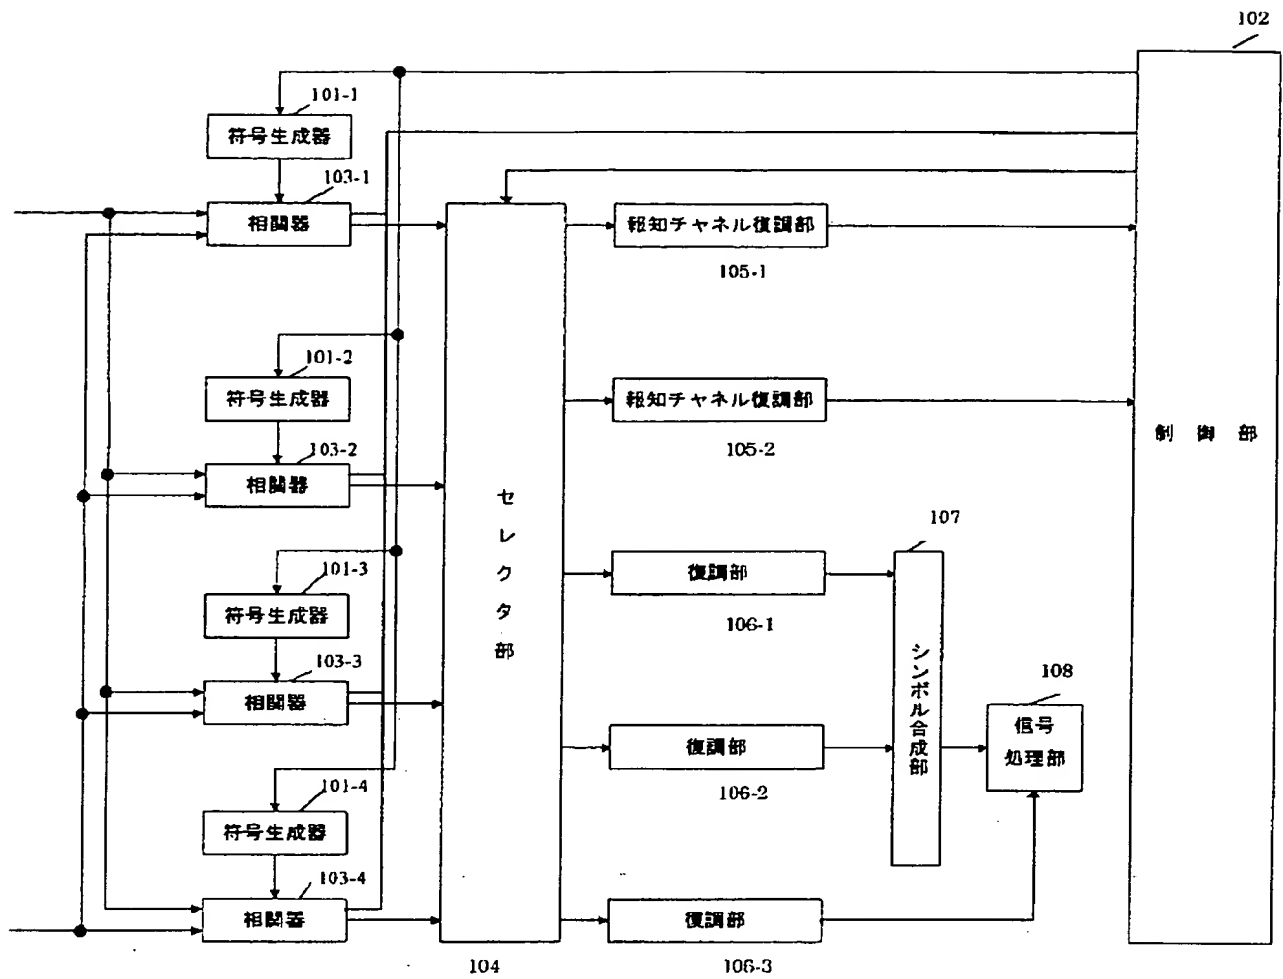 102
101-1
符号生成器
103-1
相関器
報知チャネル復調部
105-1
101-2
符号生成器
報知チャネル復調部
制御部
103-2
105-2
相関器
セレクタ部
107
復調部
101-3
符号生成器
106-1
103-3
相関器
シンボル合成部
108
信号
処理部
復調部
101-4
106-2
符号生成器
103-4
相関器
復調部
104
106-3